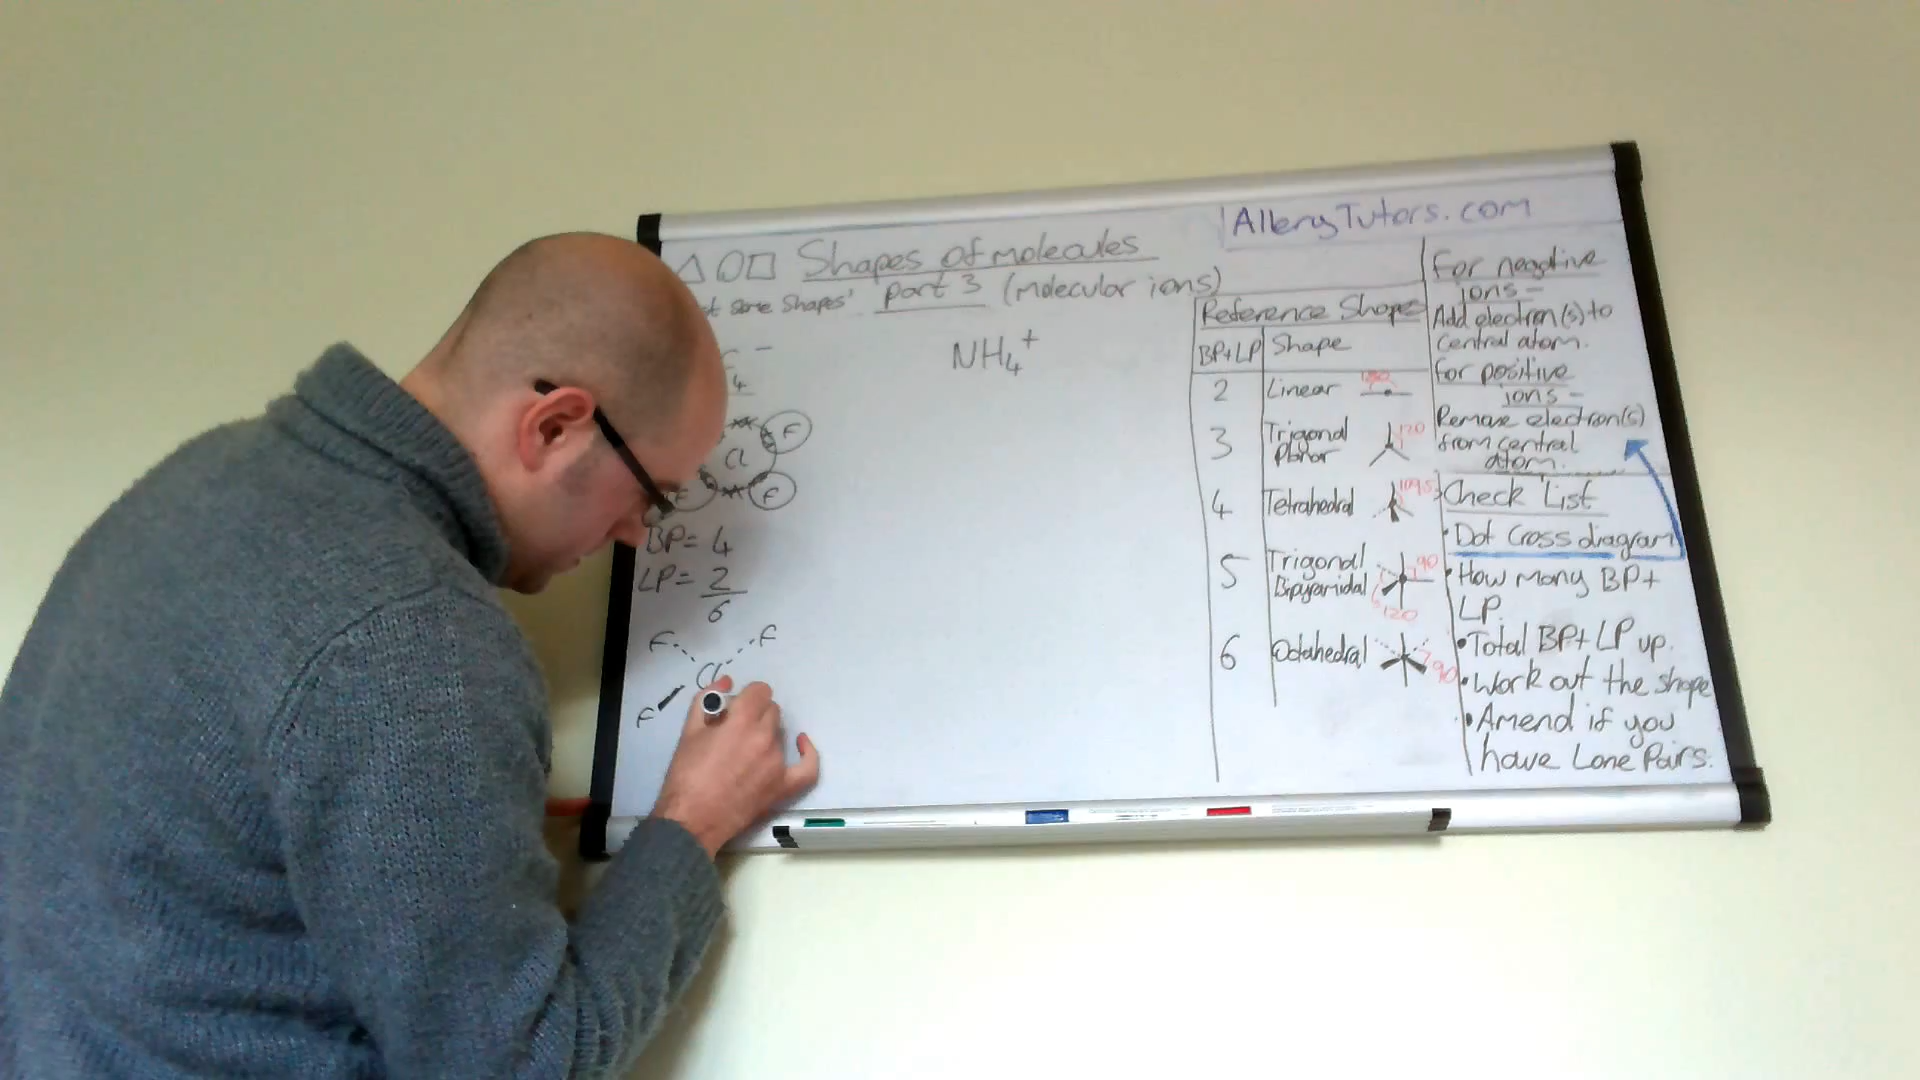 AlleryTutors.com
Shapes of molecules
some shapes' part 3 (molecular ions)
4 -
F
Cl
F
BP= 4
LP= 2
6
F F
Cl
F
NH4+
Reference Shapes
BP+LP Shape
2 Linear 180
3 Trigonal
Planar 120
4 Tetrahedral 109.5
5 Trigonal
Bipyramidal 90
120
6 Octahedral 90
For negative
ions-
Add electron(s) to
central atom.
for positive
ions-
Remove electron(s)
from central
atom.
Check List
• Dot Cross diagram
• How many BP+
LP.
• Total BP+LP up.
• Work out the shape
• Amend if you
have Lone Pairs.